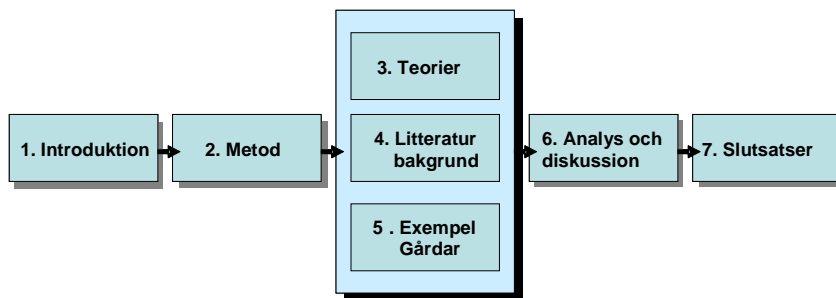 1. Introduktion
2. Metod
3. Teorier
4. Litteratur
bakgrund
5 . Exempel
Gårdar
6. Analys och
diskussion
7. Slutsatser